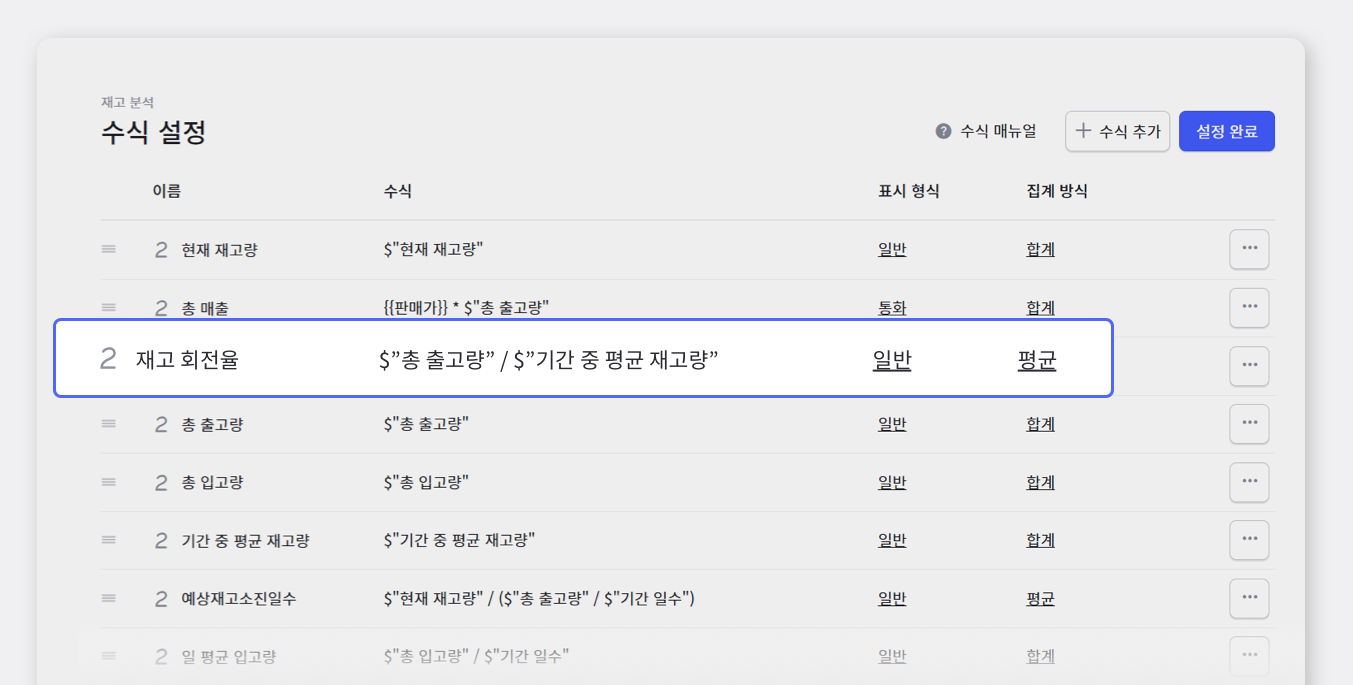 재고 분석
수식 설정
? 수식 매뉴얼 + 수식 추가 설정 완료
이름 수식 표시 형식 집계 방식
2 현재 재고량 $"현재 재고량" 일반 합계 ···
2 총 매출 {{판매가}} * $"총 출고량" 통화 합계 ···
2 재고 회전율 $”총 출고량” / $”기간 중 평균 재고량” 일반 평균 ···
2 총 출고량 $"총 출고량" 일반 합계 ···
2 총 입고량 $"총 입고량" 일반 합계 ···
2 기간 중 평균 재고량 $"기간 중 평균 재고량" 일반 합계 ···
2 예상재고소진일수 $"현재 재고량" / ($"총 출고량" / $"기간 일수") 일반 평균 ···
2 일 평균 입고량 $"총 입고량" / $"기간 일수" 일반 합계 ···